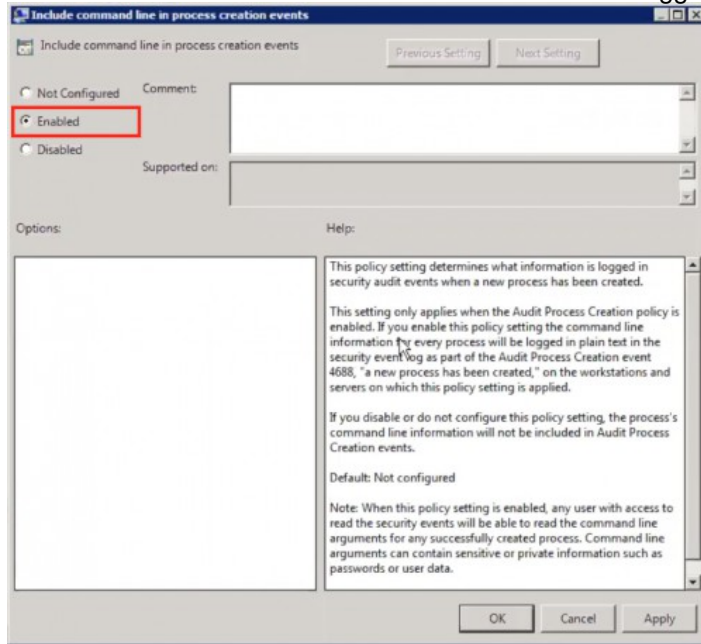 Include command line in process creation events
Include command line in process creation events
Previous Setting
Next Setting
Not Configured
Comment:
Enabled
Disabled
Supported on:
Options:
Help:
This policy setting determines what information is logged in
security audit events when a new process has been created.
This setting only applies when the Audit Process Creation policy is
enabled. If you enable this policy setting the command line
information for every process will be logged in plain text in the
security event log as part of the Audit Process Creation event
4688, "a new process has been created," on the workstations and
servers on which this policy setting is applied.
If you disable or do not configure this policy setting, the process's
command line information will not be included in Audit Process
Creation events.
Default: Not configured
Note: When this policy setting is enabled, any user with access to
read the security events will be able to read the command line
arguments for any successfully created process. Command line
arguments can contain sensitive or private information such as
passwords or user data.
OK
Cancel
Apply